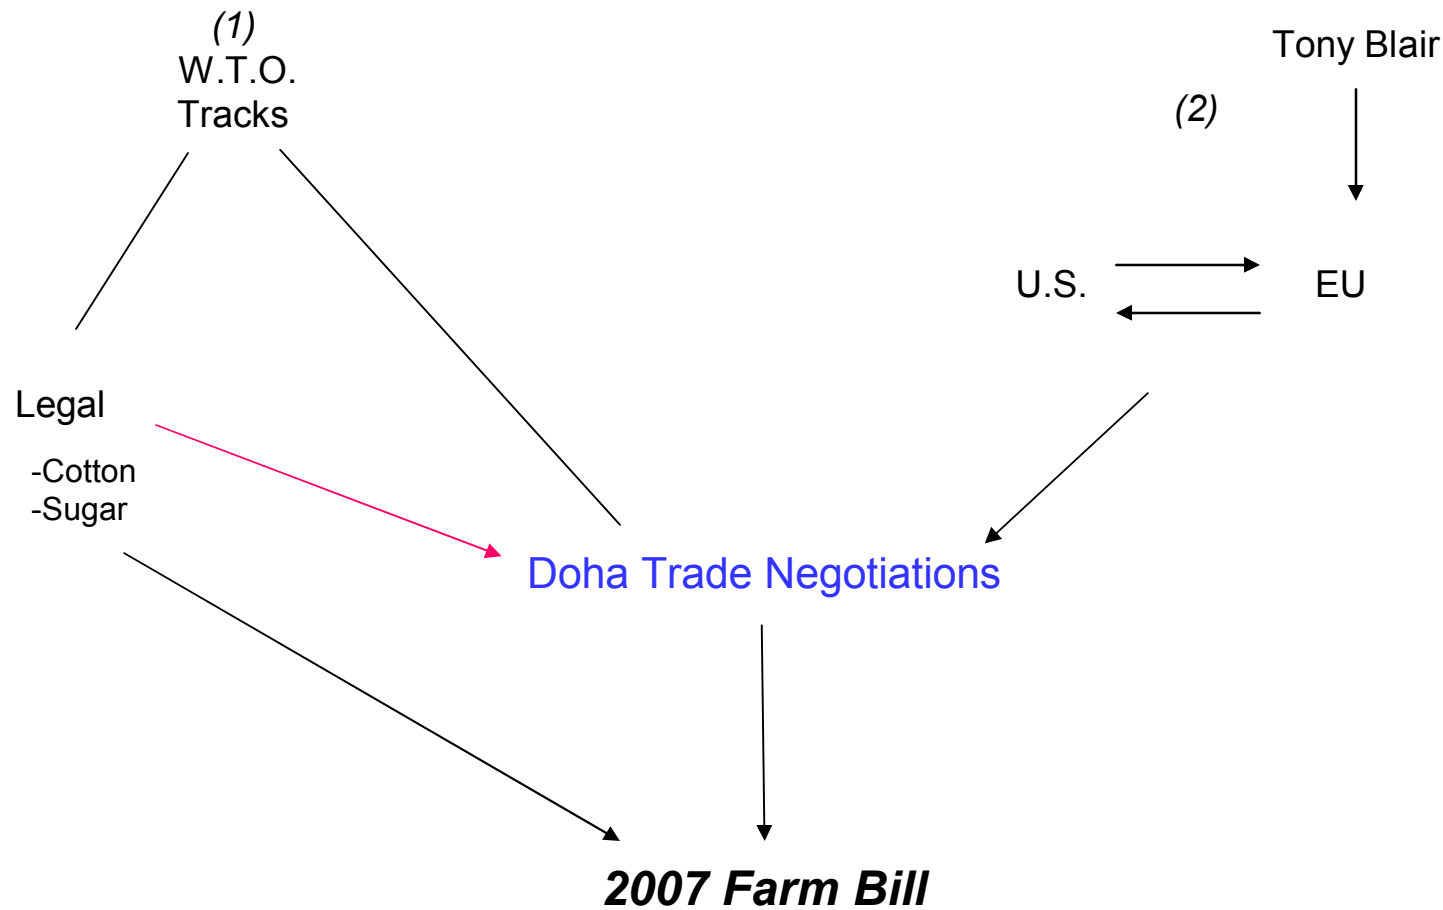 (1)
W.T.O.
Tracks
Tony Blair
(2)
U.S.
EU
Legal
-Cotton
-Sugar
Doha Trade Negotiations
2007 Farm Bill